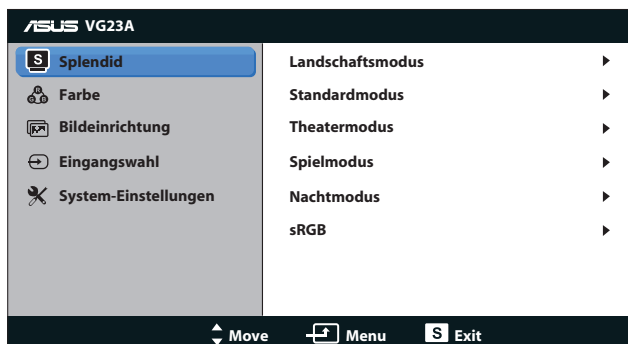 ASUS VG23A
S Splendid
Farbe
Bildeinrichtung
Eingangswahl
System-Einstellungen
Landschaftsmodus
Standardmodus
Theatermodus
Spielmodus
Nachtmodus
sRGB
Move Menu S Exit